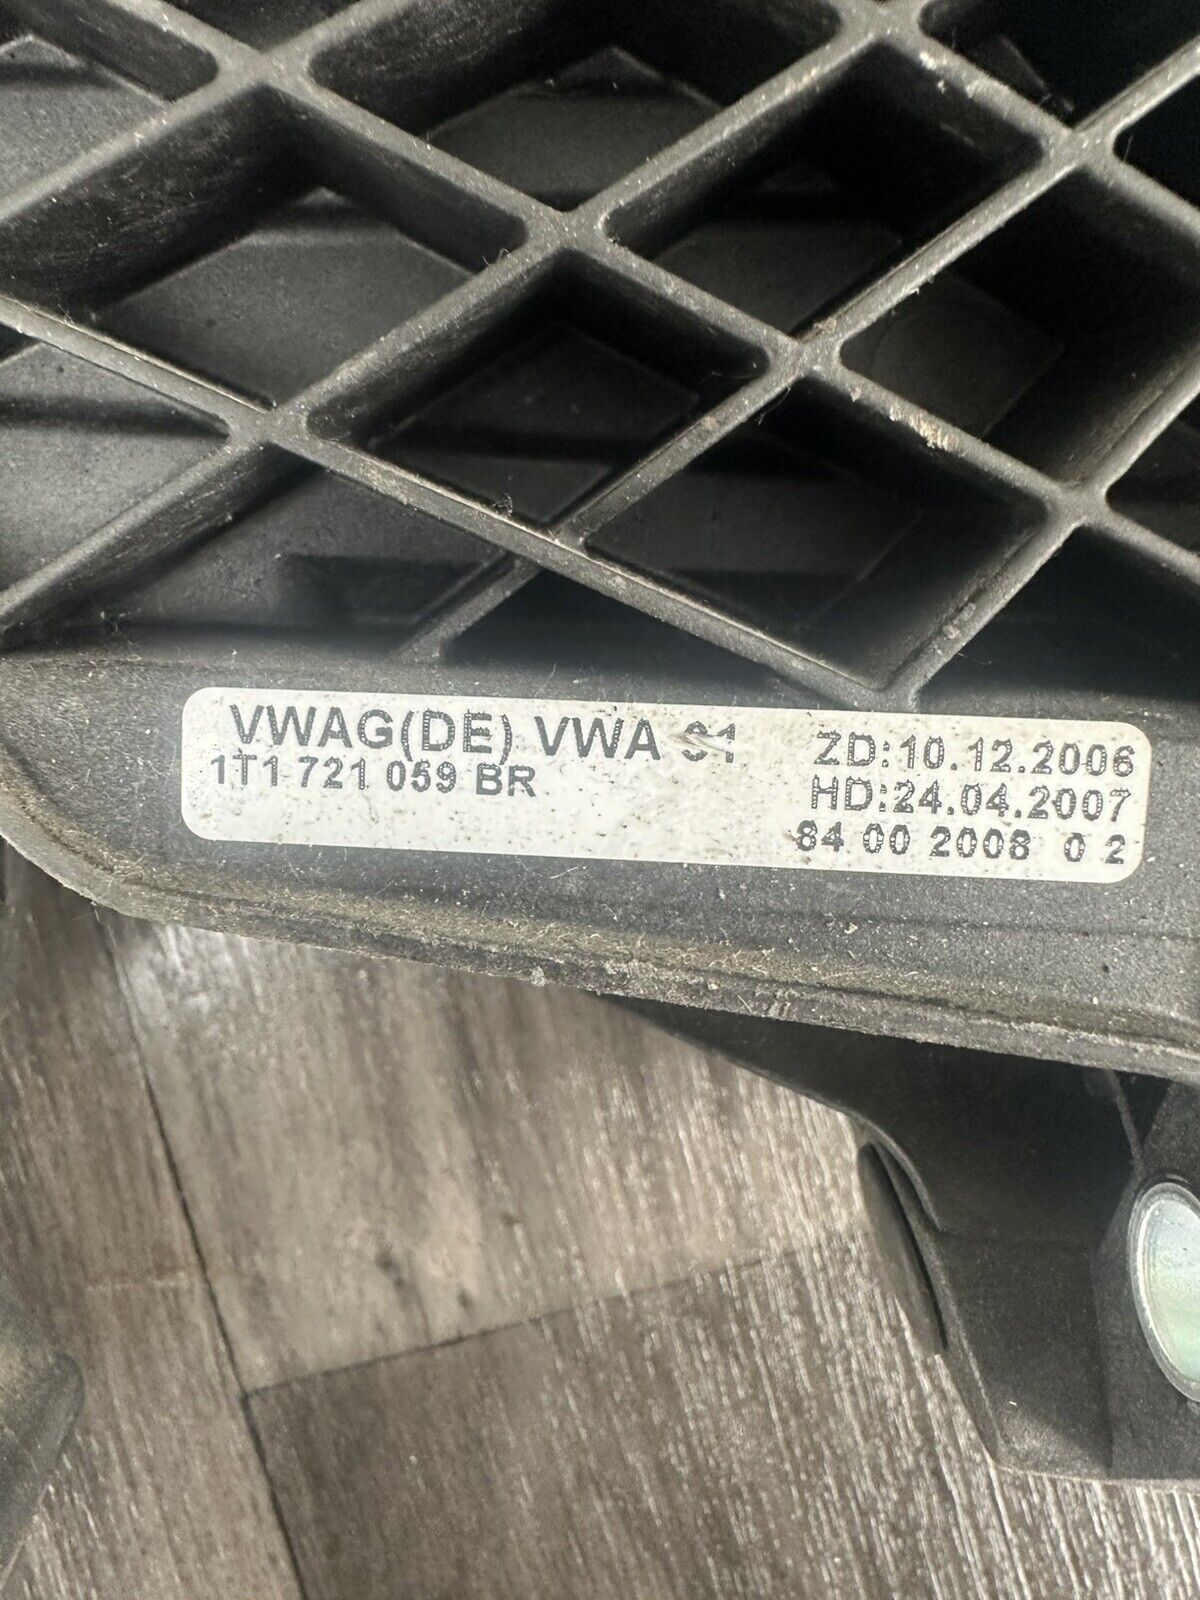 VWAG(DE) VWA 1
1T1 721 059 BR
ZD:10.12.2006
HD:24.04.2007
84 00 2008 0 2